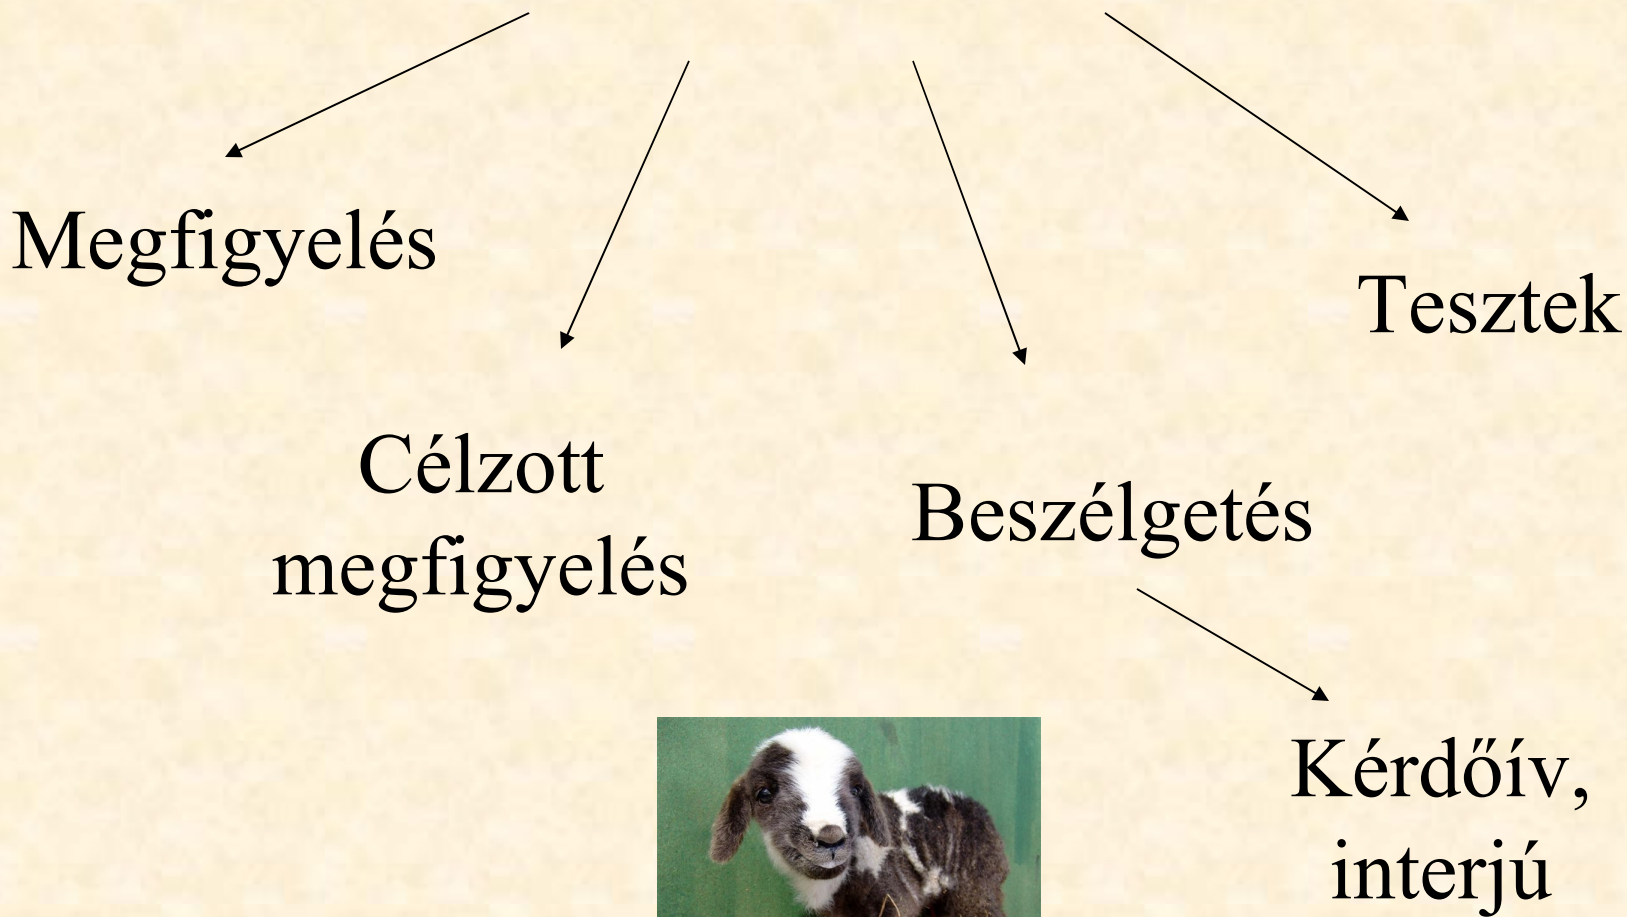 Megfigyelés
Tesztek
Célzott
megfigyelés
Beszélgetés
Kérdőív,
interjú